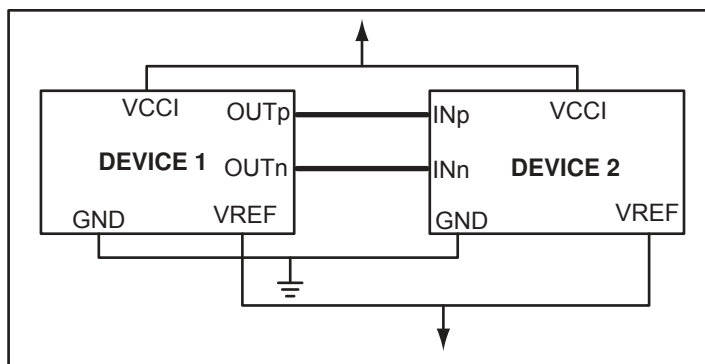 VCCI
OUTp
DEVICE 1
OUTn
GND
VREF
INp
VCCI
INn
DEVICE 2
GND
VREF